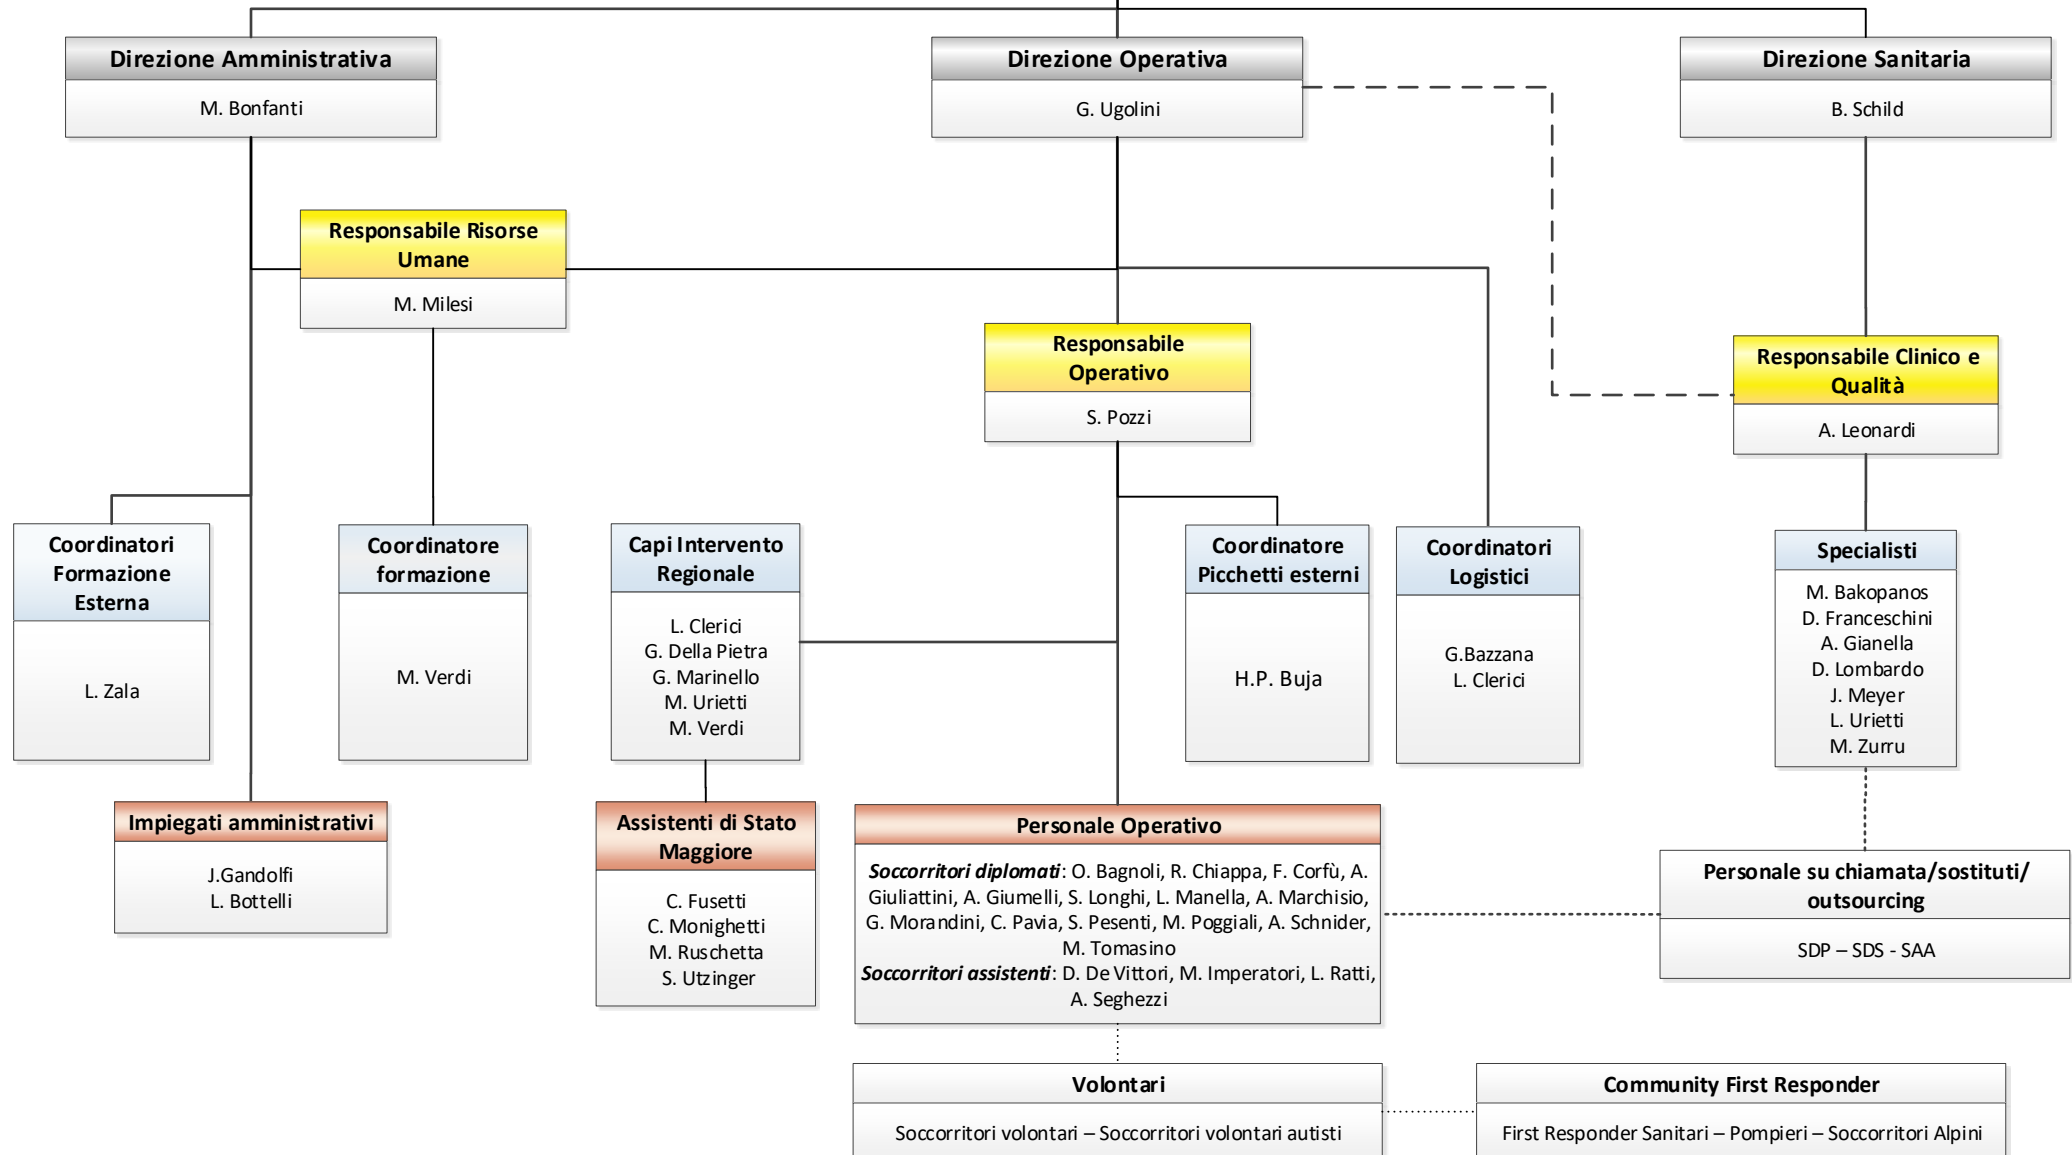 Direzione Amministrativa
M. Bonfanti
Direzione Operativa
G. Ugolini
Direzione Sanitaria
B. Schild
Responsabile Risorse
Umane
M. Milesi
Responsabile
Operativo
S. Pozzi
Responsabile Clinico e
Qualità
A. Leonardi
Coordinatori
Formazione
Esterna
L. Zala
Coordinatore
formazione
M. Verdi
Capi Intervento
Regionale
L. Clerici
G. Della Pietra
G. Marinello
M. Urietti
M. Verdi
Coordinatore
Picchetti esterni
H.P. Buja
Coordinatori
Logistici
G.Bazzana
L. Clerici
Specialisti
M. Bakopanos
D. Franceschini
A. Gianella
D. Lombardo
J. Meyer
L. Urietti
M. Zurru
Impiegati amministrativi
J.Gandolfi
L. Bottelli
Assistenti di Stato
Maggiore
C. Fusetti
C. Monighetti
M. Ruschetta
S. Utzinger
Personale Operativo
Soccorritori diplomati: O. Bagnoli, R. Chiappa, F. Corfù, A.
Giuliattini, A. Giumelli, S. Longhi, L. Manella, A. Marchisio,
G. Morandini, C. Pavia, S. Pesenti, M. Poggiali, A. Schnider,
M. Tomasino
Soccorritori assistenti: D. De Vittori, M. Imperatori, L. Ratti,
A. Seghezzi
Personale su chiamata/sostituti/
outsourcing
SDP – SDS - SAA
Volontari
Soccorritori volontari – Soccorritori volontari autisti
Community First Responder
First Responder Sanitari – Pompieri – Soccorritori Alpini